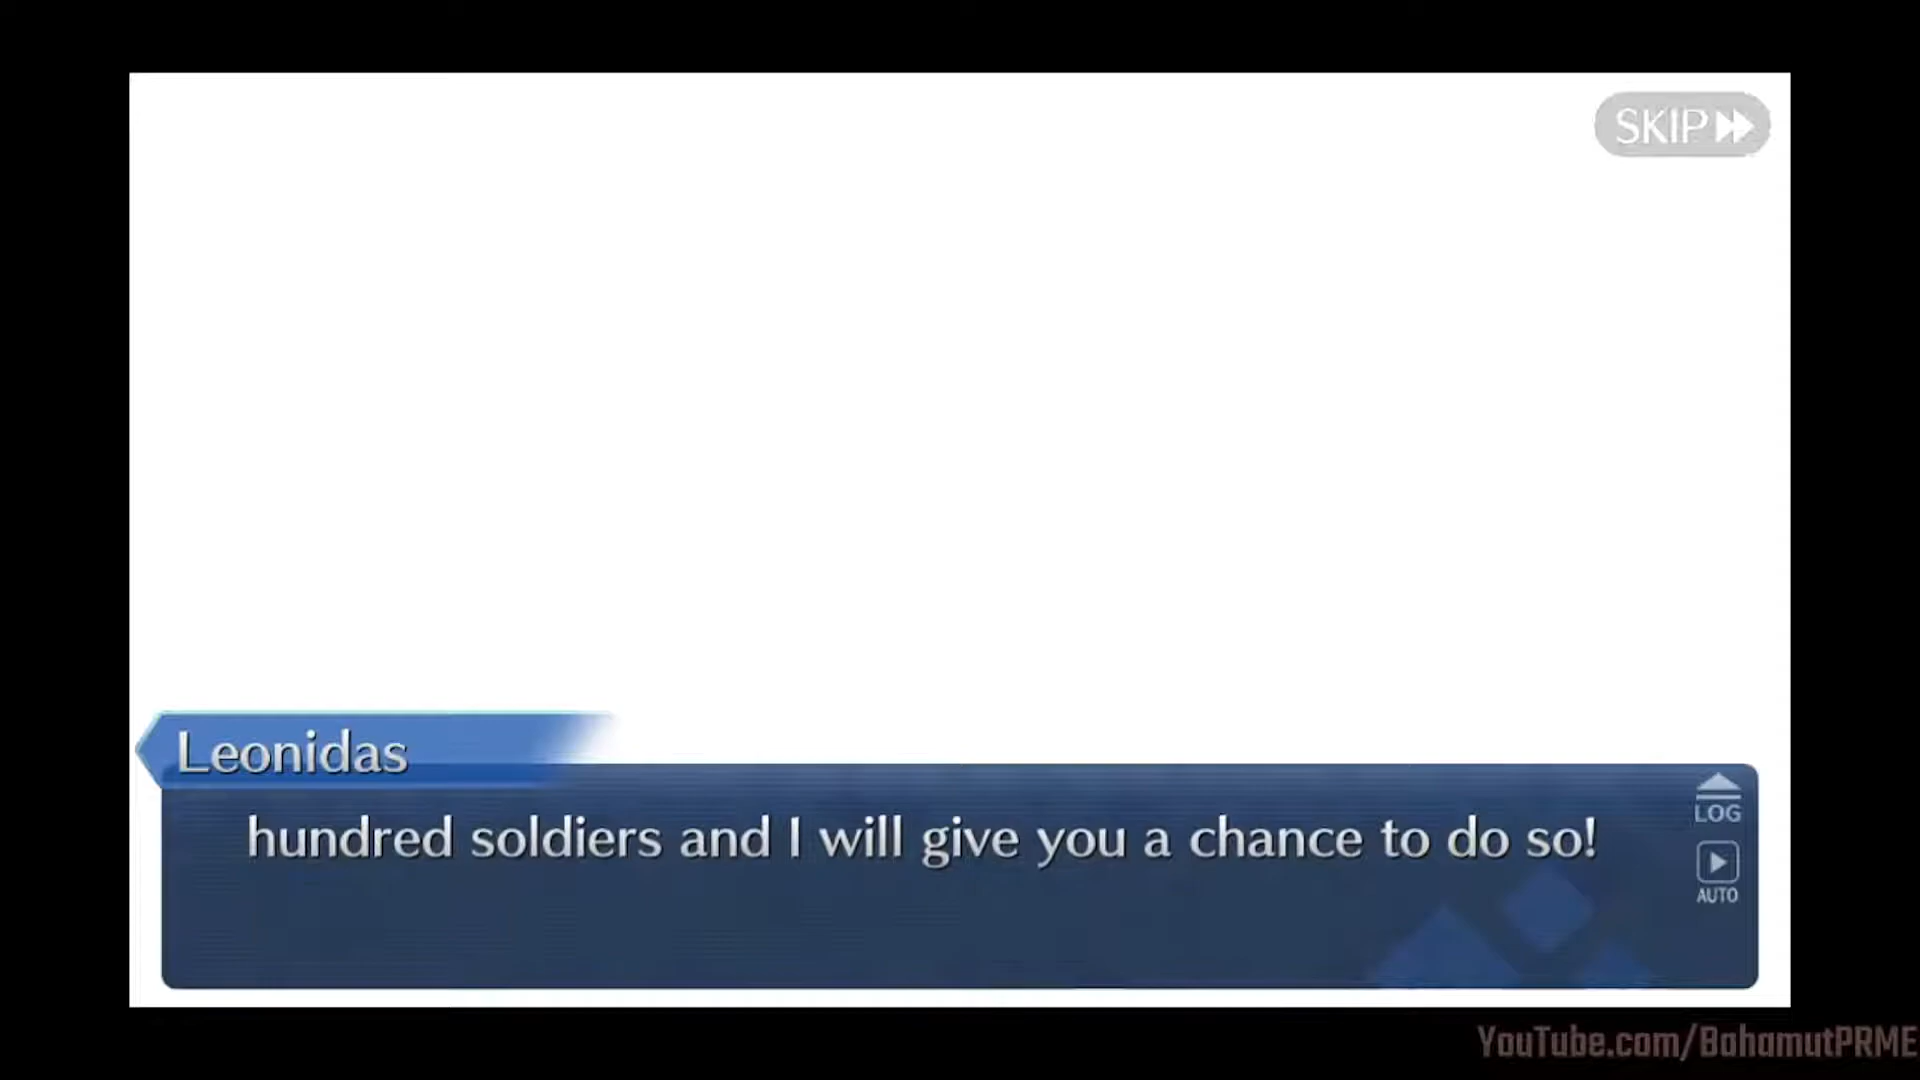 SKIP
Leonidas
hundred soldiers and I will give you a chance to do so!
LOG
AUTO
YouTube.com/BahamutPRME